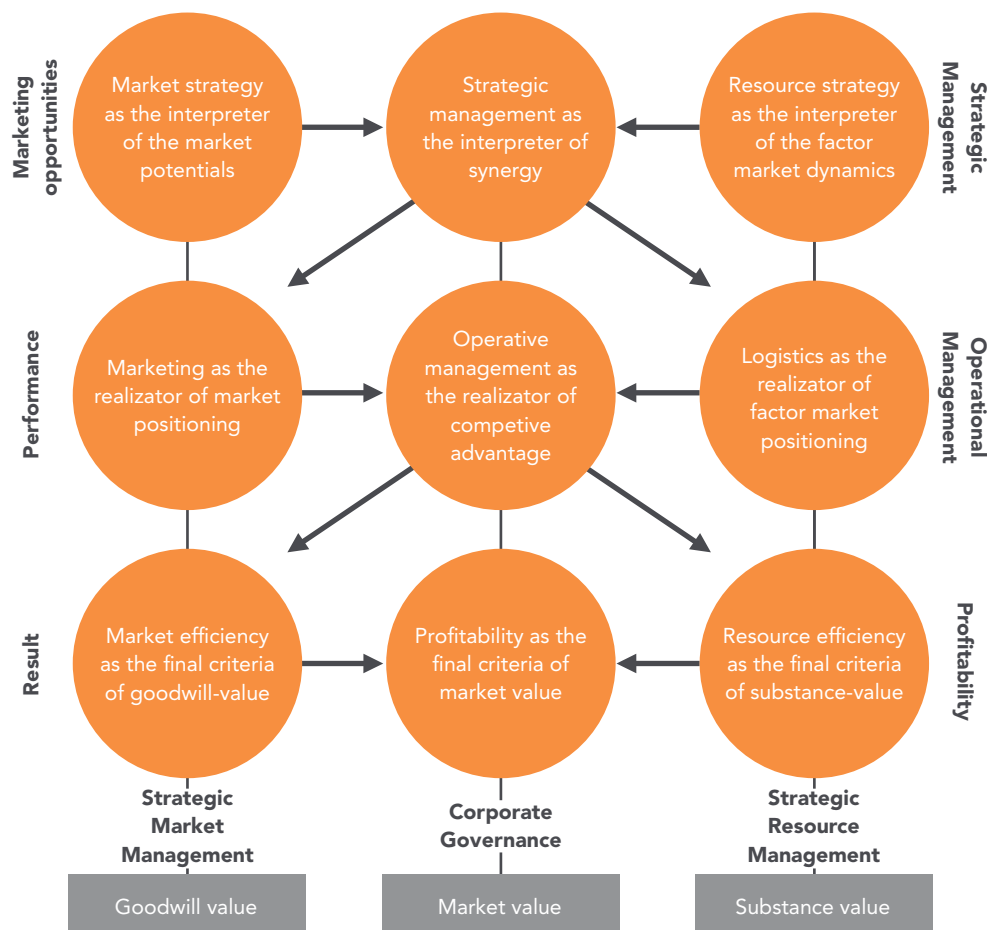 Marketing
opportunities
Market strategy
as the interpreter
of the market
potentials
Strategic
management as
the interpreter of
synergy
Resource strategy
as the interpreter
of the factor
market dynamics
Strategic
Management
Performance
Marketing as the
realizator of market
positioning
Operative
management as
the realizator of
competive
advantage
Logistics as the
realizator of
factor market
positioning
Operational
Management
Result
Market efficiency
as the final criteria
of goodwill-value
Profitability as the
final criteria of
market value
Resource efficiency
as the final criteria
of substance-value
Profitability
Strategic
Market
Management
Corporate
Governance
Strategic
Resource
Management
Goodwill value
Market value
Substance value